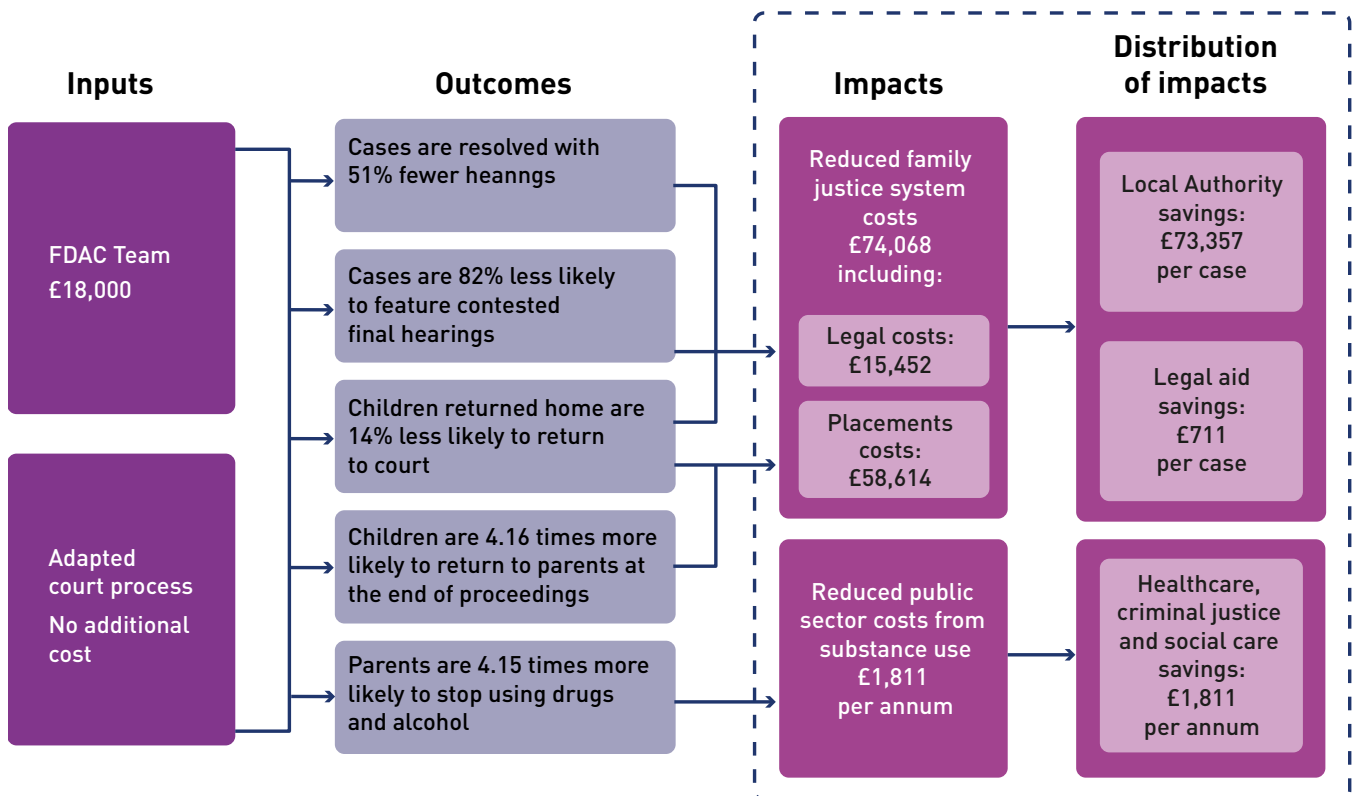 Inputs
FDAC Team
£18,000
Adapted
court process
No additional
cost
Outcomes
Cases are resolved with
51% fewer heanngs
Cases are 82% less likely
to feature contested
final hearings
Children returned home are
14% less likely to return
to court
Children are 4.16 times more
likely to return to parents at
the end of proceedings
Parents are 4.15 times more
likely to stop using drugs
and alcohol
Impacts
Reduced family
justice system
costs
£74,068
including:
Legal costs:
£15,452
Placements
costs:
£58,614
Reduced public
sector costs from
substance use
£1,811
per annum
Distribution
of impacts
Local Authority
savings:
£73,357
per case
Legal aid
savings:
£711
per case
Healthcare,
criminal justice
and social care
savings:
£1,811
per annum